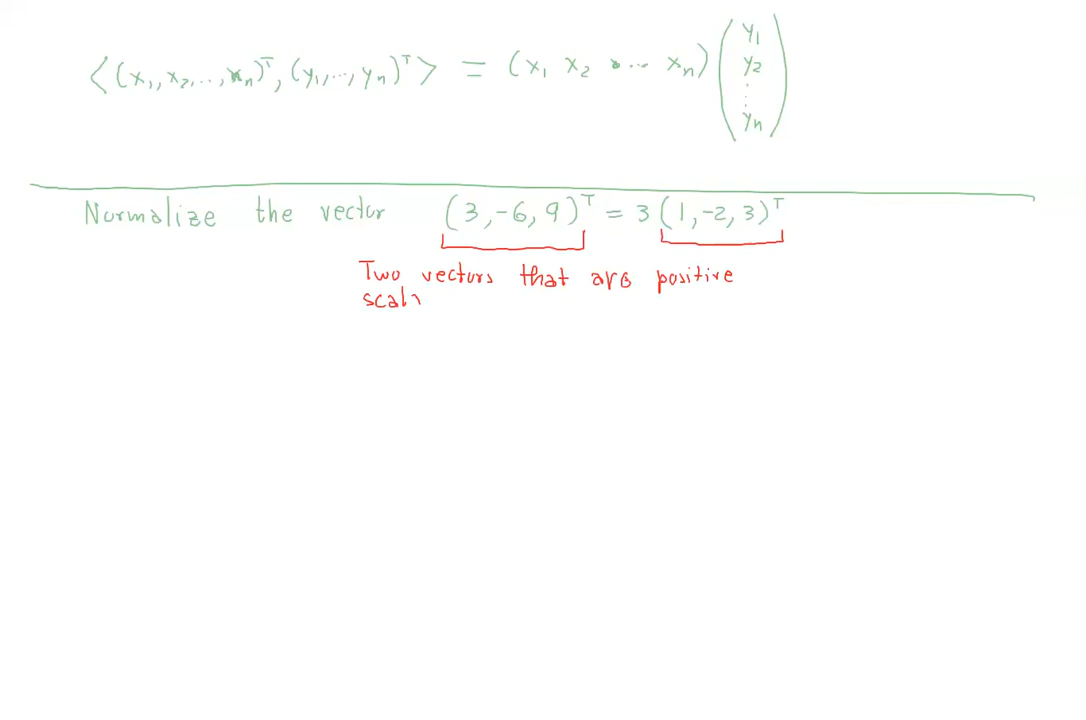 ⟨(x₁, x₂, .., xₙ)ᵀ, (y₁, ..., yₙ)ᵀ⟩ = (x₁ x₂ ... xₙ) (y₁ y₂ ⋮ yₙ)
Normalize the vector (3, -6, 9)ᵀ = 3 (1, -2, 3)ᵀ
Two vectors that are positive
scal